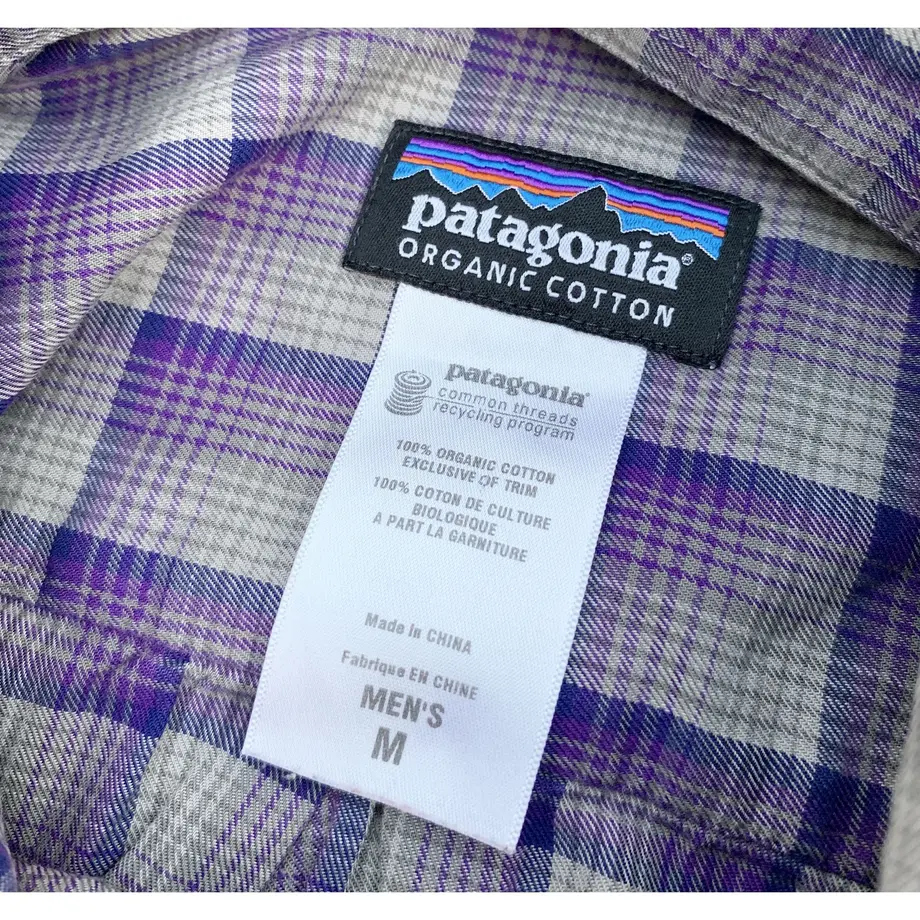 patagonia®
ORGANIC COTTON
patagonia®
common threads
recycling program
100% ORGANIC COTTON
EXCLUSIVE OF TRIM
100% COTON DE CULTURE
BIOLOGIQUE
A PART LA GARNITURE
Made in CHINA
Fabriqué EN CHINE
MEN'S
M